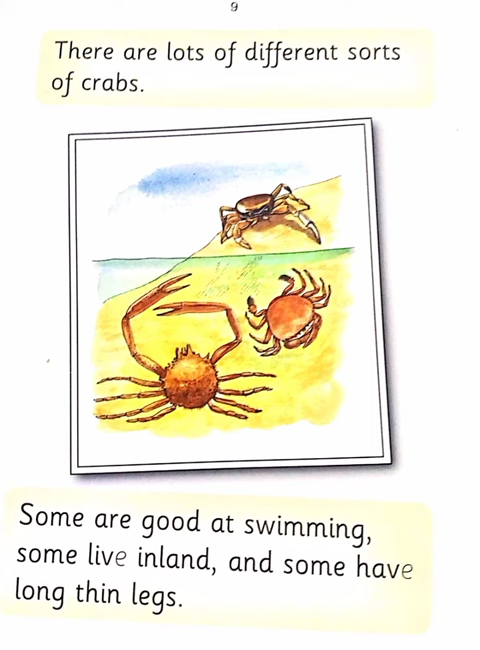 9
There are lots of different sorts
of crabs.
Some are good at swimming,
some live inland, and some have
long thin legs.